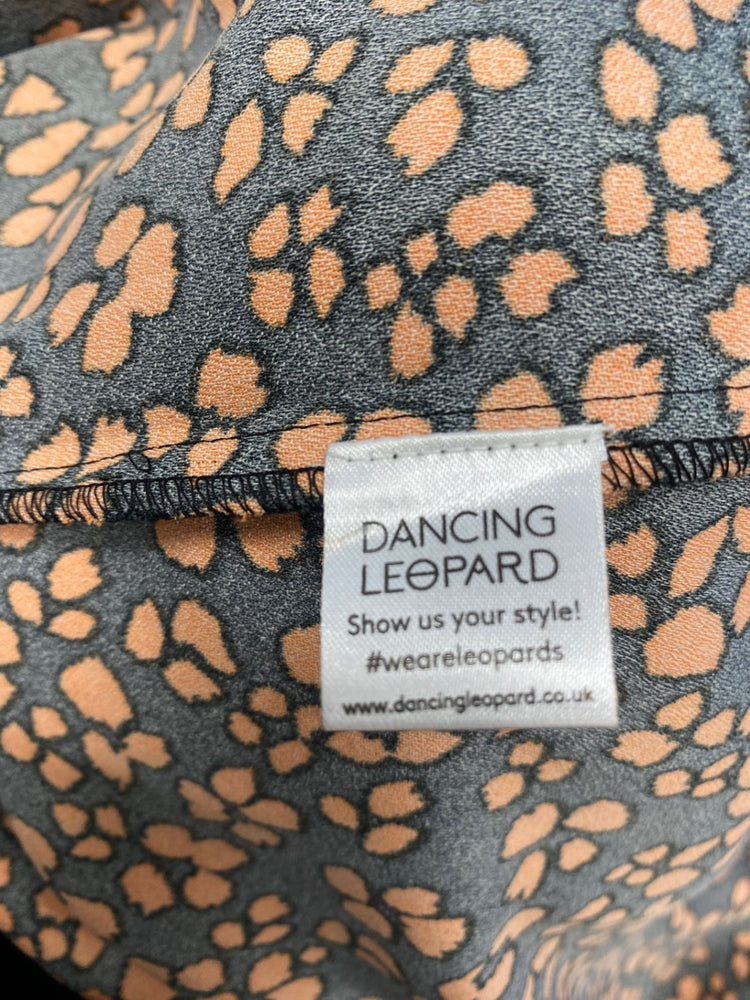 DANCING
LEOPARD
Show us your style!
#weareleopards
www.dancingleopard.co.uk